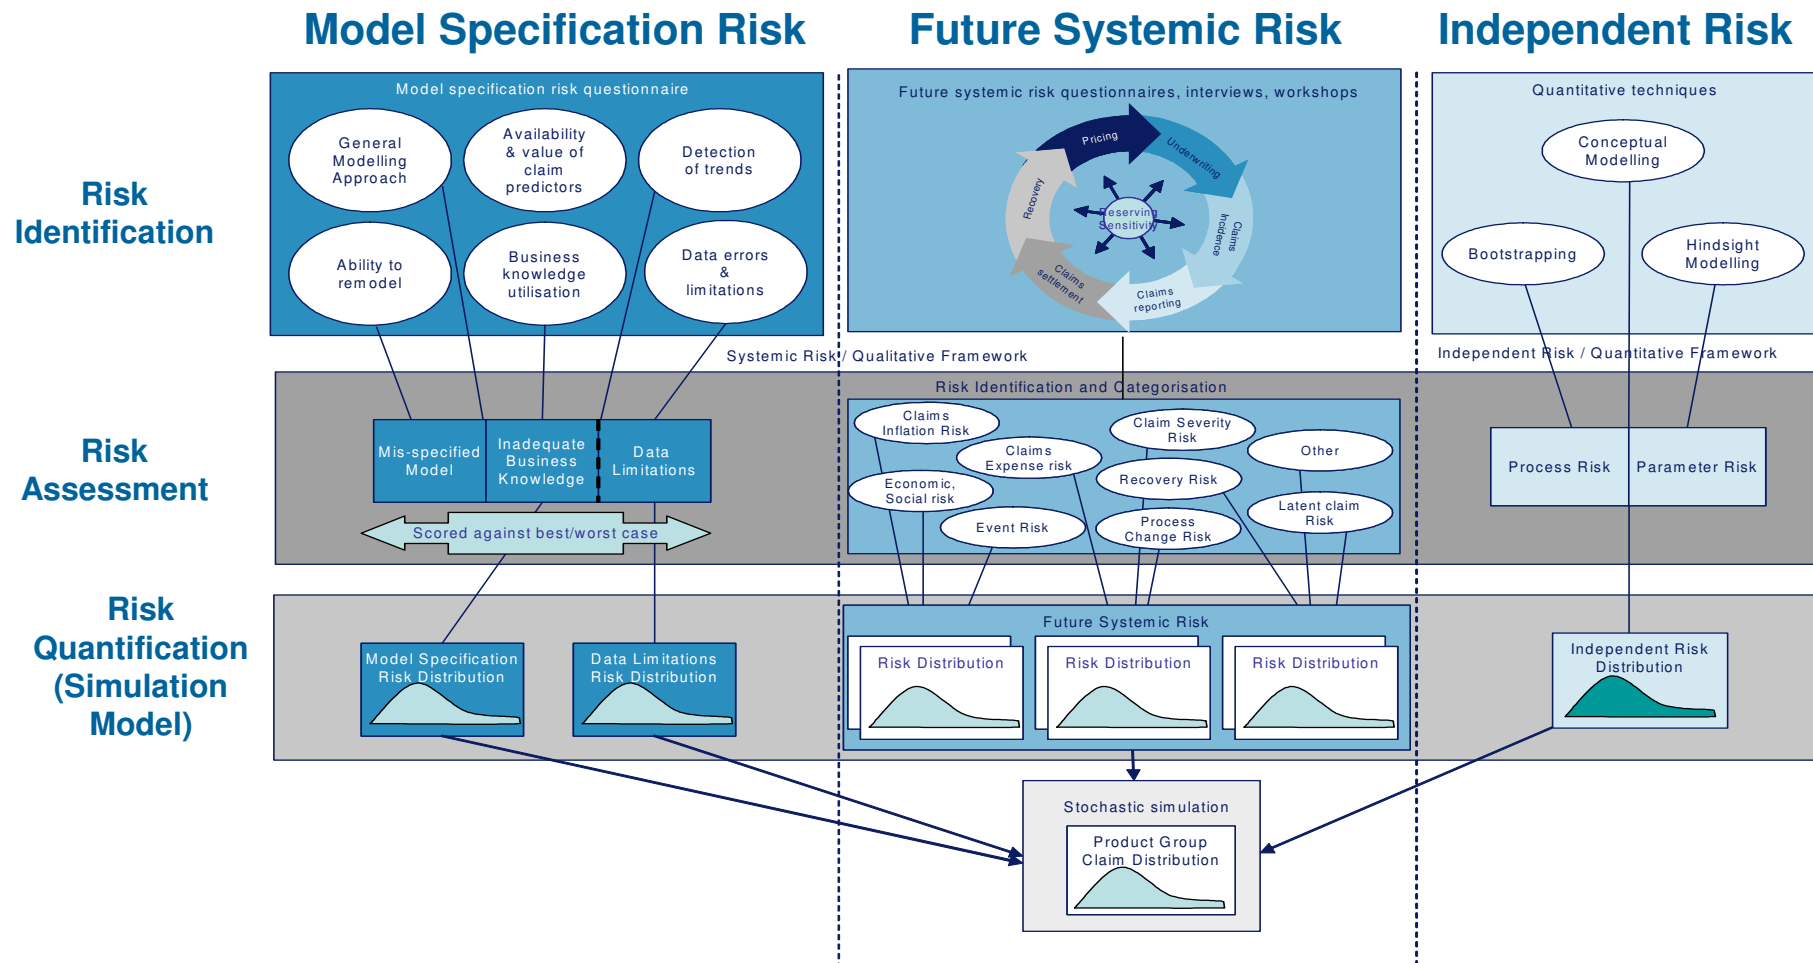 Model Specification Risk
Future Systemic Risk
Independent Risk
Risk
Identification
Model specification risk questionnaire
General
Modelling
Approach
Availability
& value of
claim
predictors
Detection
of trends
Ability to
remodel
Business
knowledge
utilisation
Data errors
&
limitations
Future systemic risk questionnaires, interviews, workshops
Pricing
Underwriting
Claims
Incidence
Claims
reporting
Claims
settlement
Recovery
Reserving
Sensitivity
Quantitative techniques
Conceptual
Modelling
Bootstrapping
Hindsight
Modelling
Systemic Risk / Qualitative Framework
Independent Risk / Quantitative Framework
Risk
Assessment
Risk Identification and Categorisation
Mis-specified
Model
Inadequate
Business
Knowledge
Data
Limitations
Scored against best/worst case
Claims
Inflation Risk
Claims
Expense risk
Economic,
Social risk
Event Risk
Claim Severity
Risk
Recovery Risk
Process
Change Risk
Other
Latent claim
Risk
Process Risk
Parameter Risk
Risk
Quantification
(Simulation
Model)
Model Specification
Risk Distribution
Data Limitations
Risk Distribution
Future Systemic Risk
Risk Distribution
Risk Distribution
Risk Distribution
Independent Risk
Distribution
Stochastic simulation
Product Group
Claim Distribution